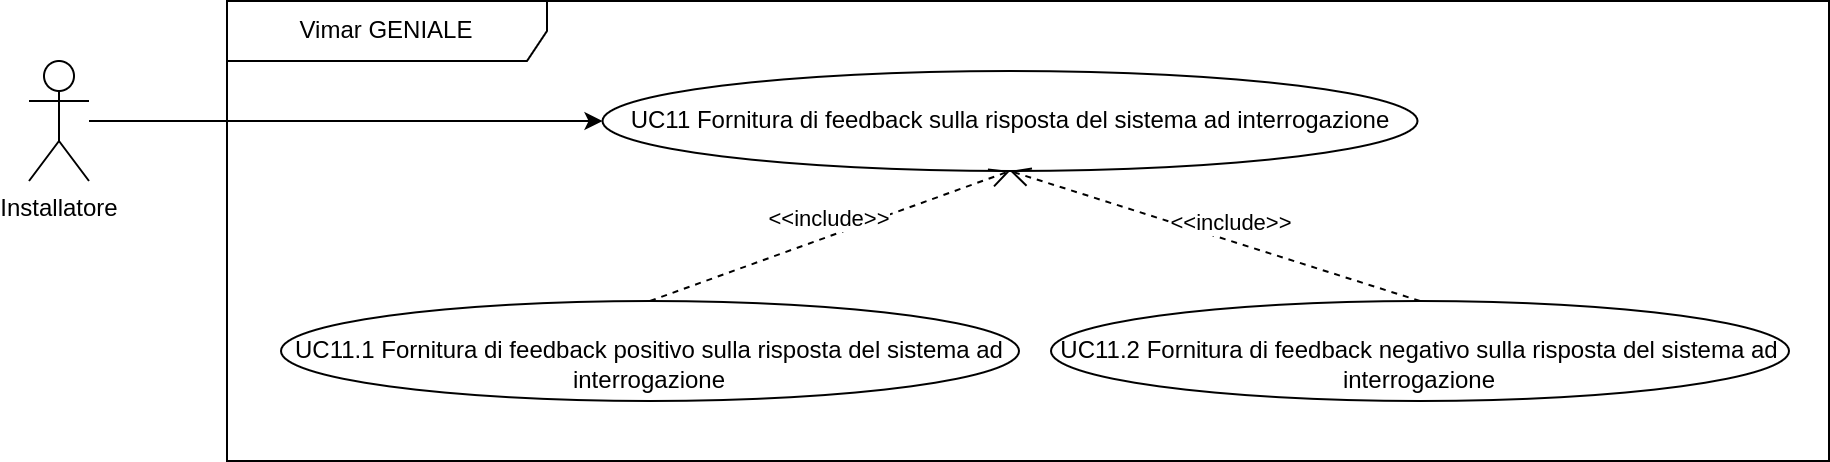 Vimar GENIALE
Installatore
UC11 Fornitura di feedback sulla risposta del sistema ad interrogazione
<<include>>
<<include>>
UC11.1 Fornitura di feedback positivo sulla risposta del sistema ad
interrogazione
UC11.2 Fornitura di feedback negativo sulla risposta del sistema ad
interrogazione